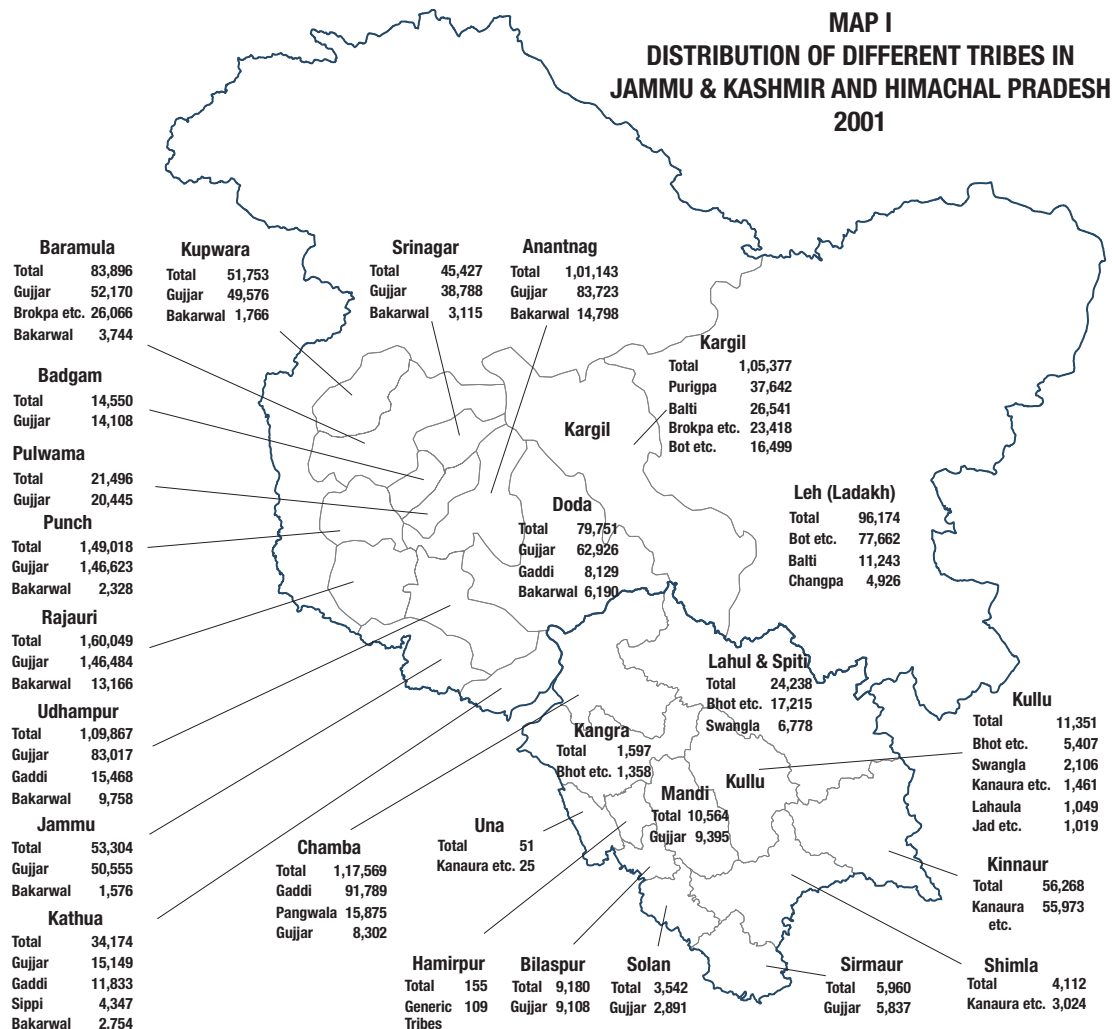 MAP I
DISTRIBUTION OF DIFFERENT TRIBES IN
JAMMU & KASHMIR AND HIMACHAL PRADESH
2001
Baramula
Total 83,896
Gujjar 52,170
Brokpa etc. 26,066
Bakarwal 3,744
Kupwara
Total 51,753
Gujjar 49,576
Bakarwal 1,766
Srinagar
Total 45,427
Gujjar 38,788
Bakarwal 3,115
Anantnag
Total 1,01,143
Gujjar 83,723
Bakarwal 14,798
Kargil
Total 1,05,377
Purigpa 37,642
Balti 26,541
Brokpa etc. 23,418
Bot etc. 16,499
Kargil
Badgam
Total 14,550
Gujjar 14,108
Pulwama
Total 21,496
Gujjar 20,445
Punch
Total 1,49,018
Gujjar 1,46,623
Bakarwal 2,328
Doda
Total 79,751
Gujjar 62,926
Gaddi 8,129
Bakarwal 6,190
Leh (Ladakh)
Total 96,174
Bot etc. 77,662
Balti 11,243
Changpa 4,926
Rajauri
Total 1,60,049
Gujjar 1,46,484
Bakarwal 13,166
Udhampur
Total 1,09,867
Gujjar 83,017
Gaddi 15,468
Bakarwal 9,758
Jammu
Total 53,304
Gujjar 50,555
Bakarwal 1,576
Kathua
Total 34,174
Gujjar 15,149
Gaddi 11,833
Sippi 4,347
Bakarwal 2.754
Lahul & Spiti
Total 24,238
Bhot etc. 17,215
Swangla 6,778
Kangra
Total 1,597
Bhot etc. 1,358
Kullu
Mandi
Total 10,564
Gujjar 9,395
Kullu
Total 11,351
Bhot etc. 5,407
Swangla 2,106
Kanaura etc. 1,461
Lahaula 1,049
Jad etc. 1,019
Una
Total 51
Kanaura etc. 25
Chamba
Total 1,17,569
Gaddi 91,789
Pangwala 15,875
Gujjar 8,302
Kinnaur
Total 56,268
Kanaura 55,973
etc.
Hamirpur
Total 155
Generic 109
Tribes
Bilaspur
Total 9,180
Gujjar 9,108
Solan
Total 3,542
Gujjar 2,891
Sirmaur
Total 5,960
Gujjar 5,837
Shimla
Total 4,112
Kanaura etc. 3,024